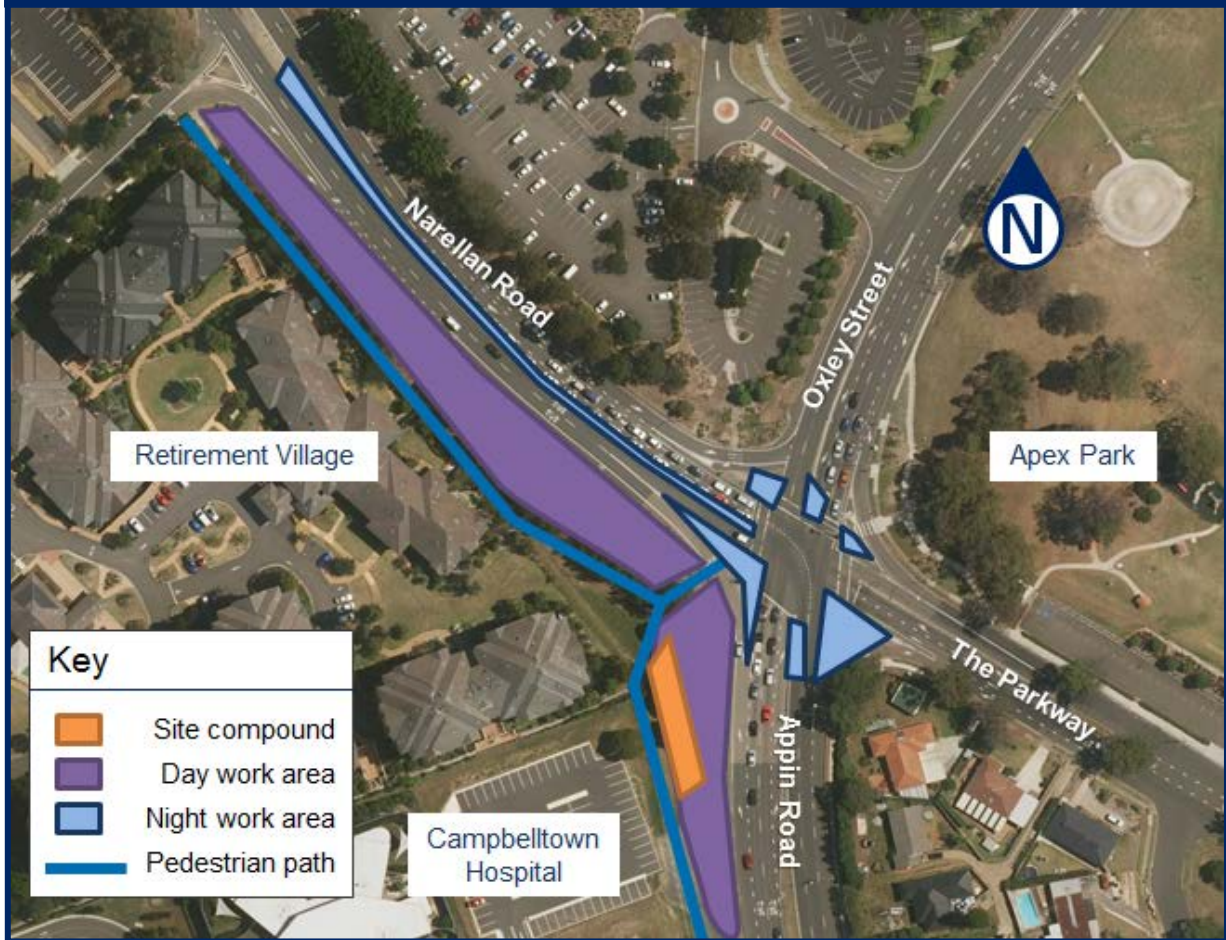 N
Narellan Road
Oxley Street
Retirement Village
Apex Park
The Parkway
Appin Road
Campbelltown
Hospital
Key
Site compound
Day work area
Night work area
Pedestrian path